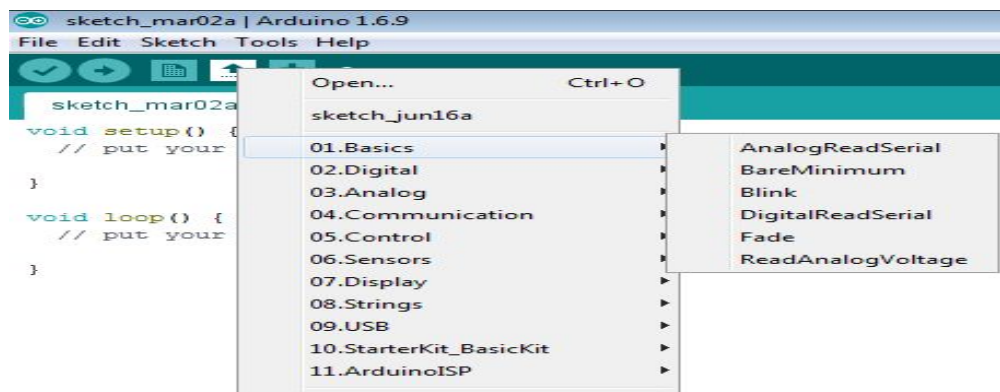 sketch_mar02a | Arduino 1.6.9
File Edit Sketch Tools Help
Open... Ctrl+O
sketch_jun16a
01.Basics
02.Digital
03.Analog
04.Communication
05.Control
06.Sensors
07.Display
08.Strings
09.USB
10.StarterKit_BasicKit
11.ArduinoISP
AnalogReadSerial
BareMinimum
Blink
DigitalReadSerial
Fade
ReadAnalogVoltage
sketch_mar02a
void setup() {
// put your
}
void loop() {
// put your
}